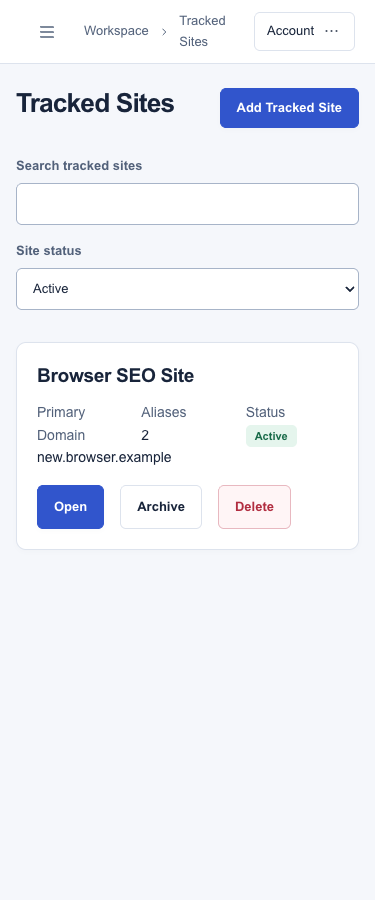 Workspace
Tracked
Sites
Account ···
Tracked Sites
Add Tracked Site
Search tracked sites
Site status
Active
Browser SEO Site
Primary
Domain
new.browser.example
Aliases
2
Status
Active
Open
Archive
Delete